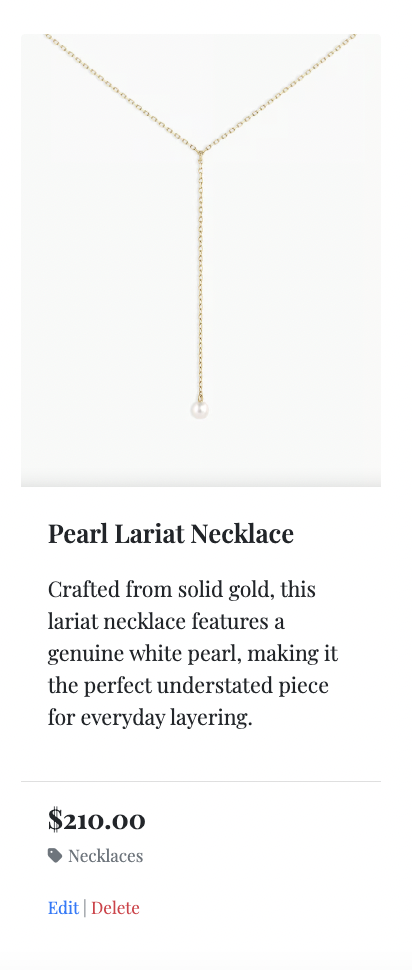 Pearl Lariat Necklace
Crafted from solid gold, this
lariat necklace features a
genuine white pearl, making it
the perfect understated piece
for everyday layering.
$210.00
Necklaces
Edit | Delete